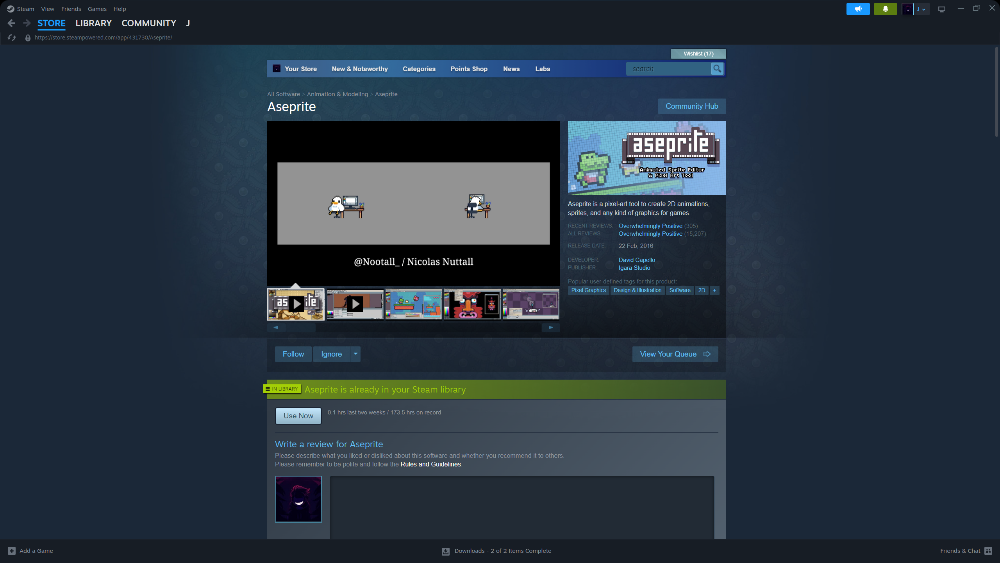 Steam View Friends Games Help
J
STORE LIBRARY COMMUNITY J
https://store.steampowered.com/app/431730/Aseprite/
Wishlist (17)
Your Store New & Noteworthy Categories Points Shop News Labs
search
All Software > Animation & Modeling > Aseprite
Aseprite
Community Hub
@Nootall_ / Nicolas Nuttall
aseprite
Animated Sprite Editor
& Pixel Art Tool
Aseprite is a pixel-art tool to create 2D animations,
sprites, and any kind of graphics for games.
RECENT REVIEWS: Overwhelmingly Positive
ALL REVIEWS: Overwhelmingly Positive
RELEASE DATE: 22 Feb, 2016
DEVELOPER: David Capello
PUBLISHER: Igara Studio
Popular user-defined tags for this product:
Pixel Graphics Design & Illustration Software 2D +
Follow Ignore
View Your Queue
IN LIBRARY
Aseprite is already in your Steam library
Use Now
0.1 hrs last two weeks / 173.5 hrs on record
Write a review for Aseprite
Please describe what you liked or disliked about this software and whether you recommend it to others.
Please remember to be polite and follow the Rules and Guidelines.
Add a Game
Downloads - 2 of 2 Items Complete
Friends & Chat